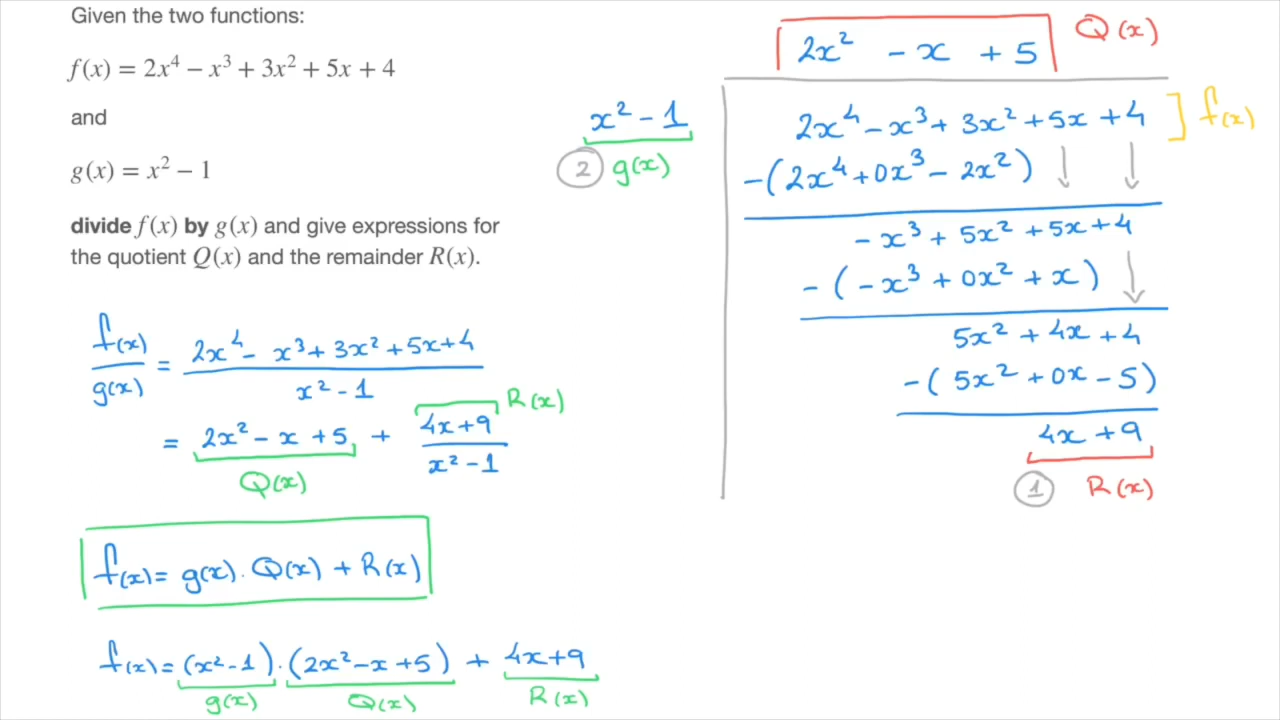 Given the two functions:
f(x) = 2x⁴ − x³ + 3x² + 5x + 4
and
g(x) = x² − 1
divide f(x) by g(x) and give expressions for
the quotient Q(x) and the remainder R(x).
f(x)/g(x) = (2x⁴ − x³ + 3x² + 5x + 4)/(x² − 1)
= 2x² − x + 5 + (4x + 9)/(x² − 1)
R(x)
Q(x)
f(x) = g(x) · Q(x) + R(x)
f(x) = (x² − 1) · (2x² − x + 5) + 4x + 9
g(x) Q(x) R(x)
2x² − x + 5 Q(x)
x² − 1 2x⁴ − x³ + 3x² + 5x + 4 ] f(x)
2 g(x) −(2x⁴ + 0x³ − 2x²)
− x³ + 5x² + 5x + 4
− (− x³ + 0x² + x)
5x² + 4x + 4
−(5x² + 0x − 5)
4x + 9
1 R(x)